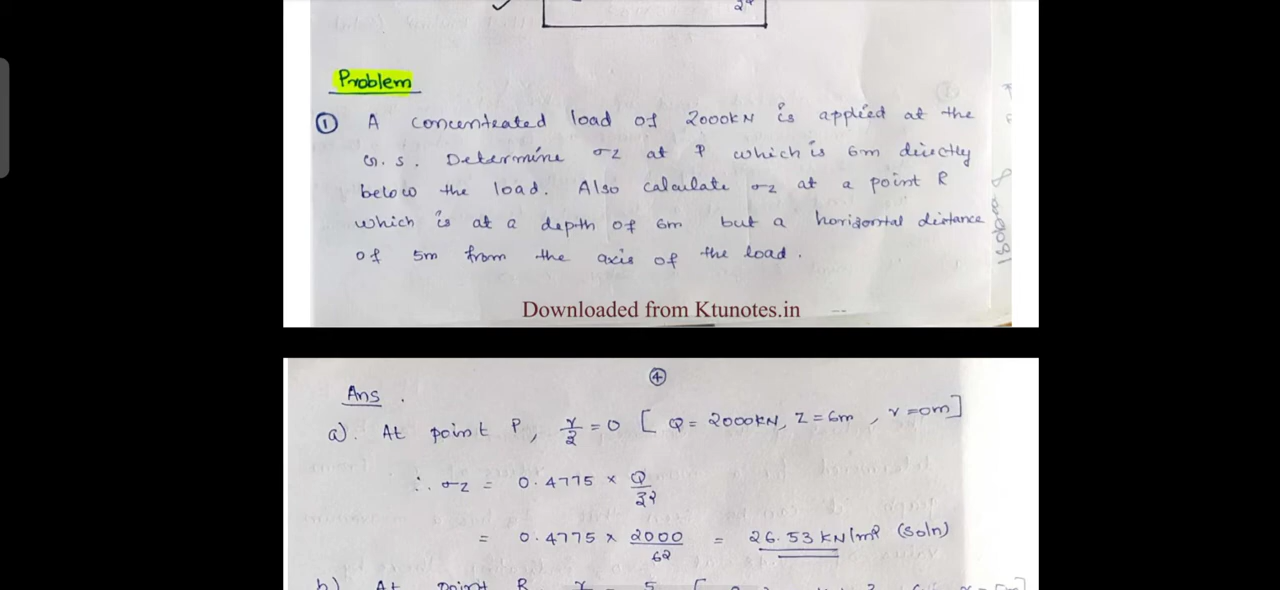 Problem
① A concentrated load of 2000kN is applied at the
G. S. Determine σz at P which is 6m directly
below the load. Also calculate σz at a point R
which is at a depth of 6m but a horizontal distance
of 5m from the axis of the load.
Downloaded from Ktunotes.in
④
Ans.
a). At point P, r/z = 0 [ Q = 2000kN, Z = 6m, r = 0m]
∴ σz = 0.4775 × Q/z²
= 0.4775 × 2000/6² = 26.53 kN/m² (soln)
b) At point R